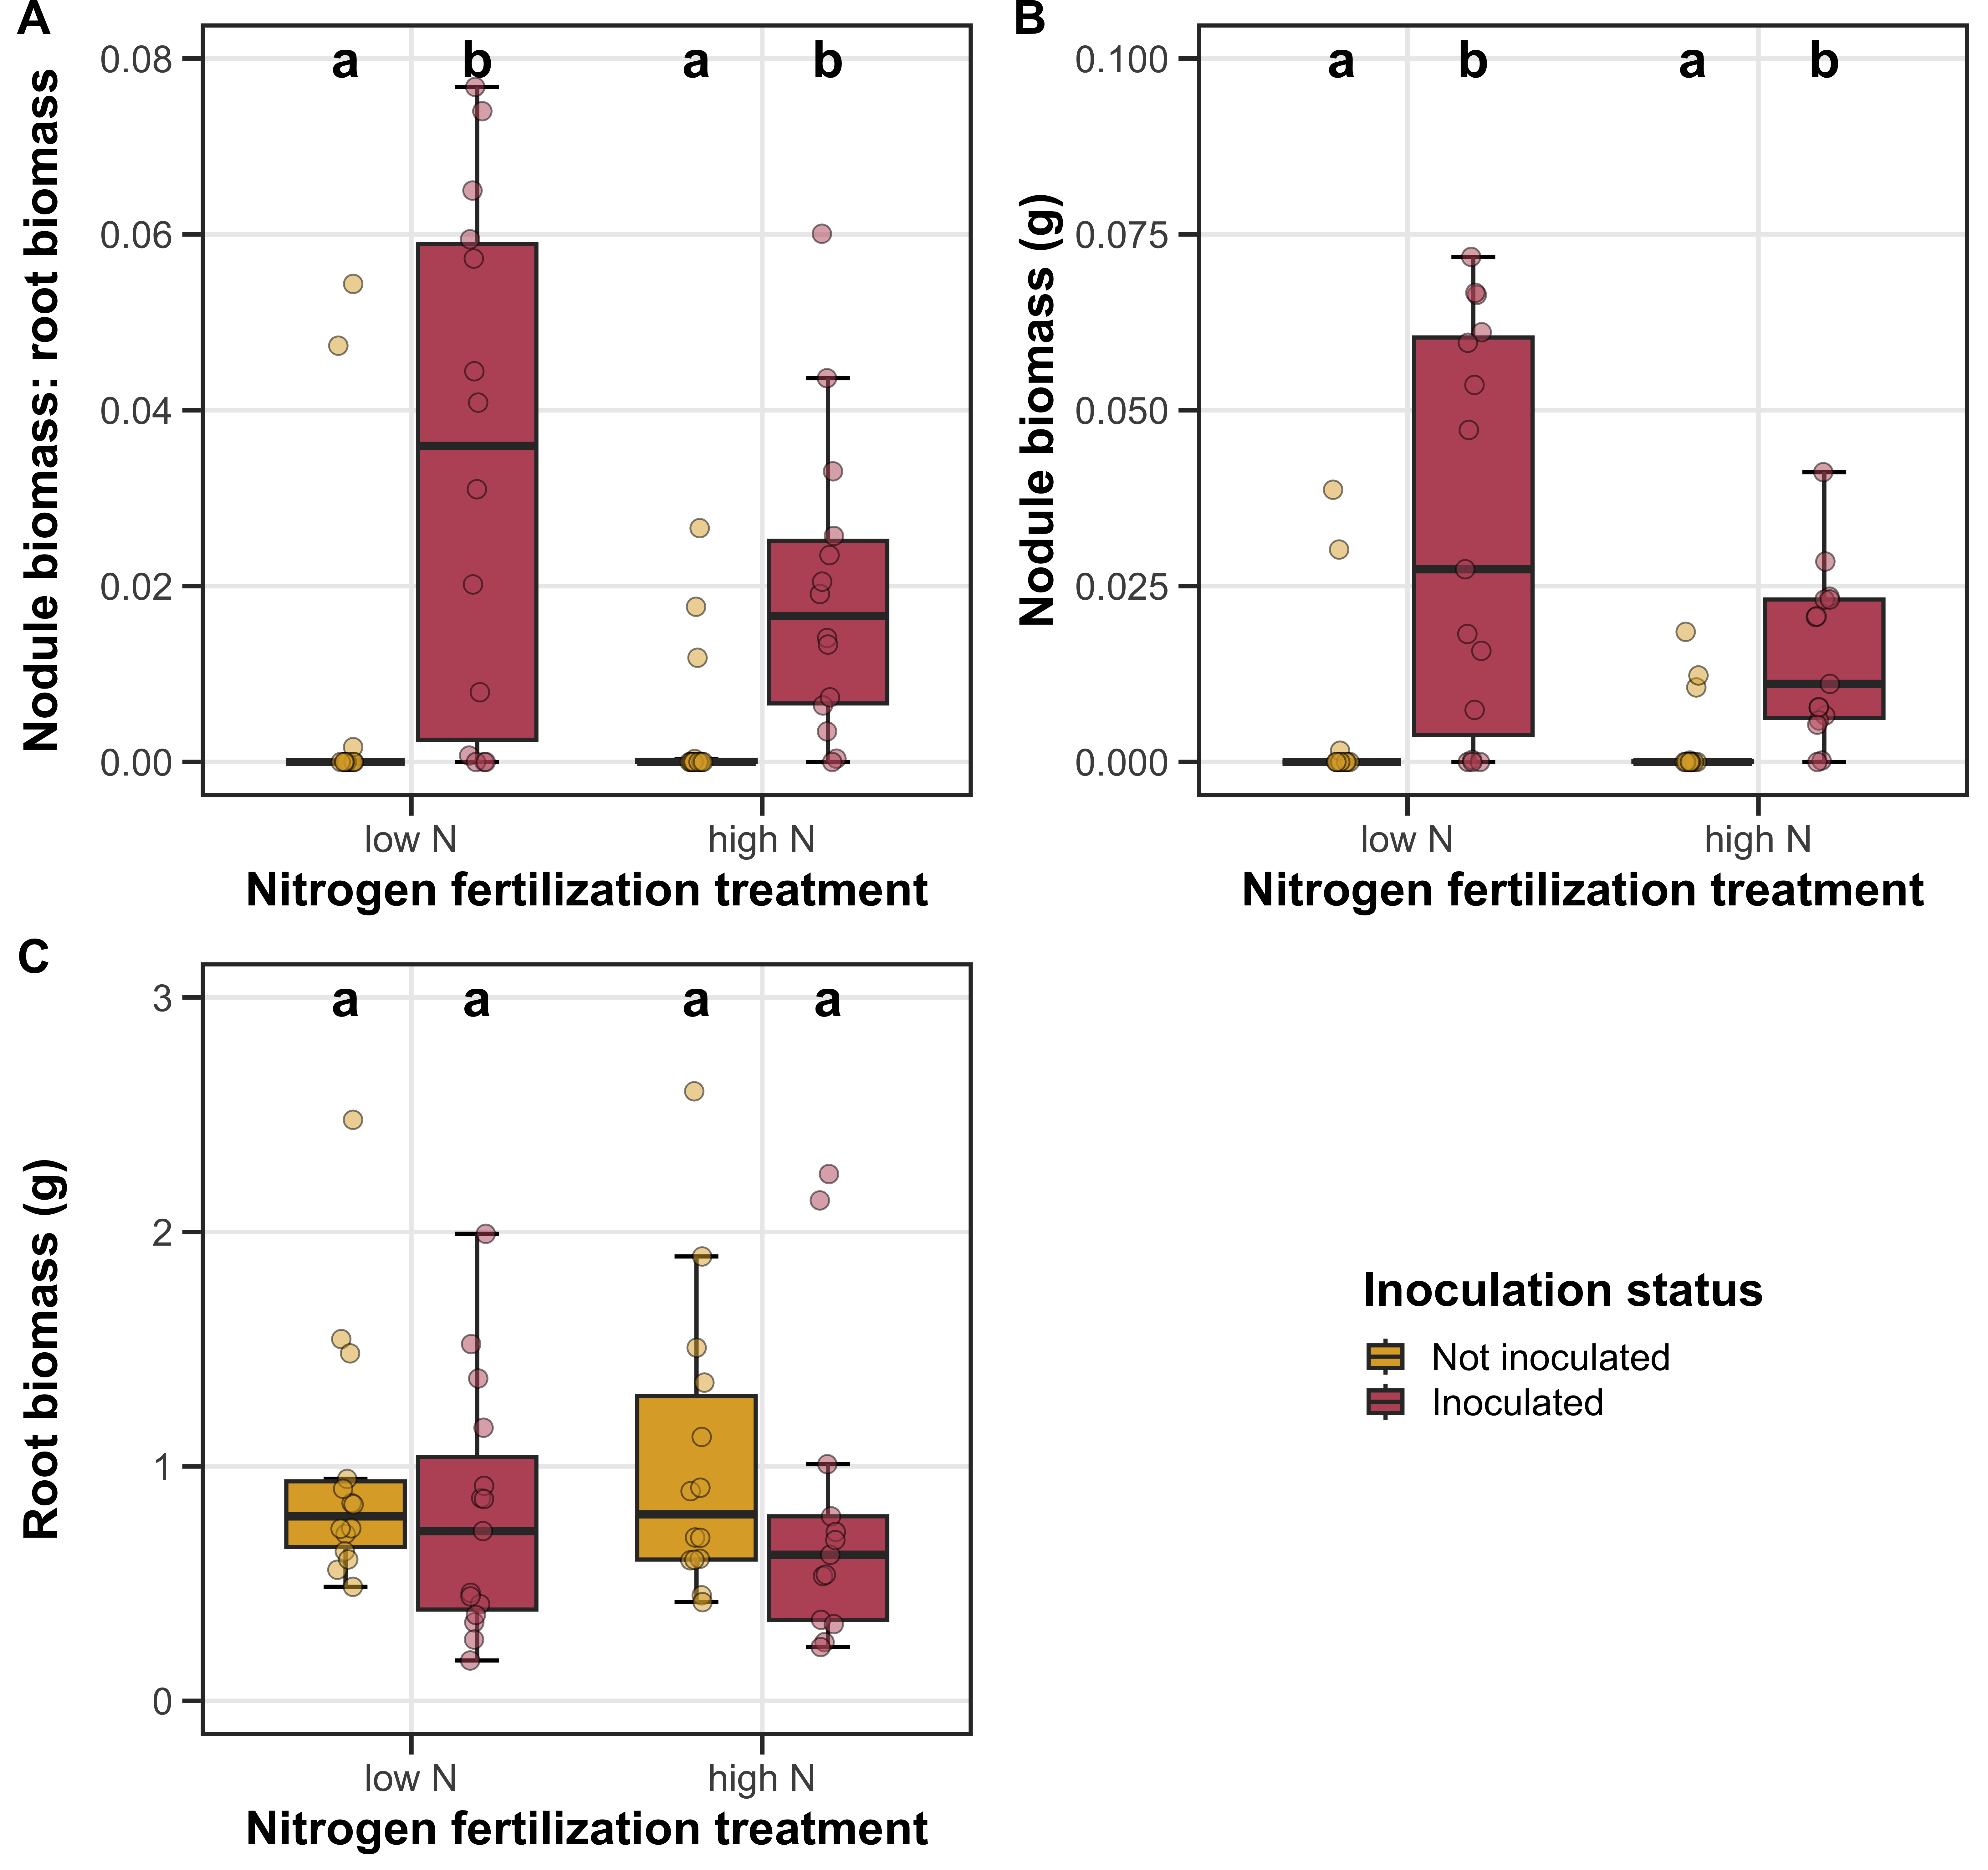 A
a b a b
0.08
0.06
0.04
0.02
0.00
Nodule biomass: root biomass
low N high N
Nitrogen fertilization treatment
B
a b a b
0.100
0.075
0.050
0.025
0.000
Nodule biomass (g)
low N high N
Nitrogen fertilization treatment
C
a a a a
3
2
1
0
Root biomass (g)
low N high N
Nitrogen fertilization treatment
Inoculation status
Not inoculated
Inoculated